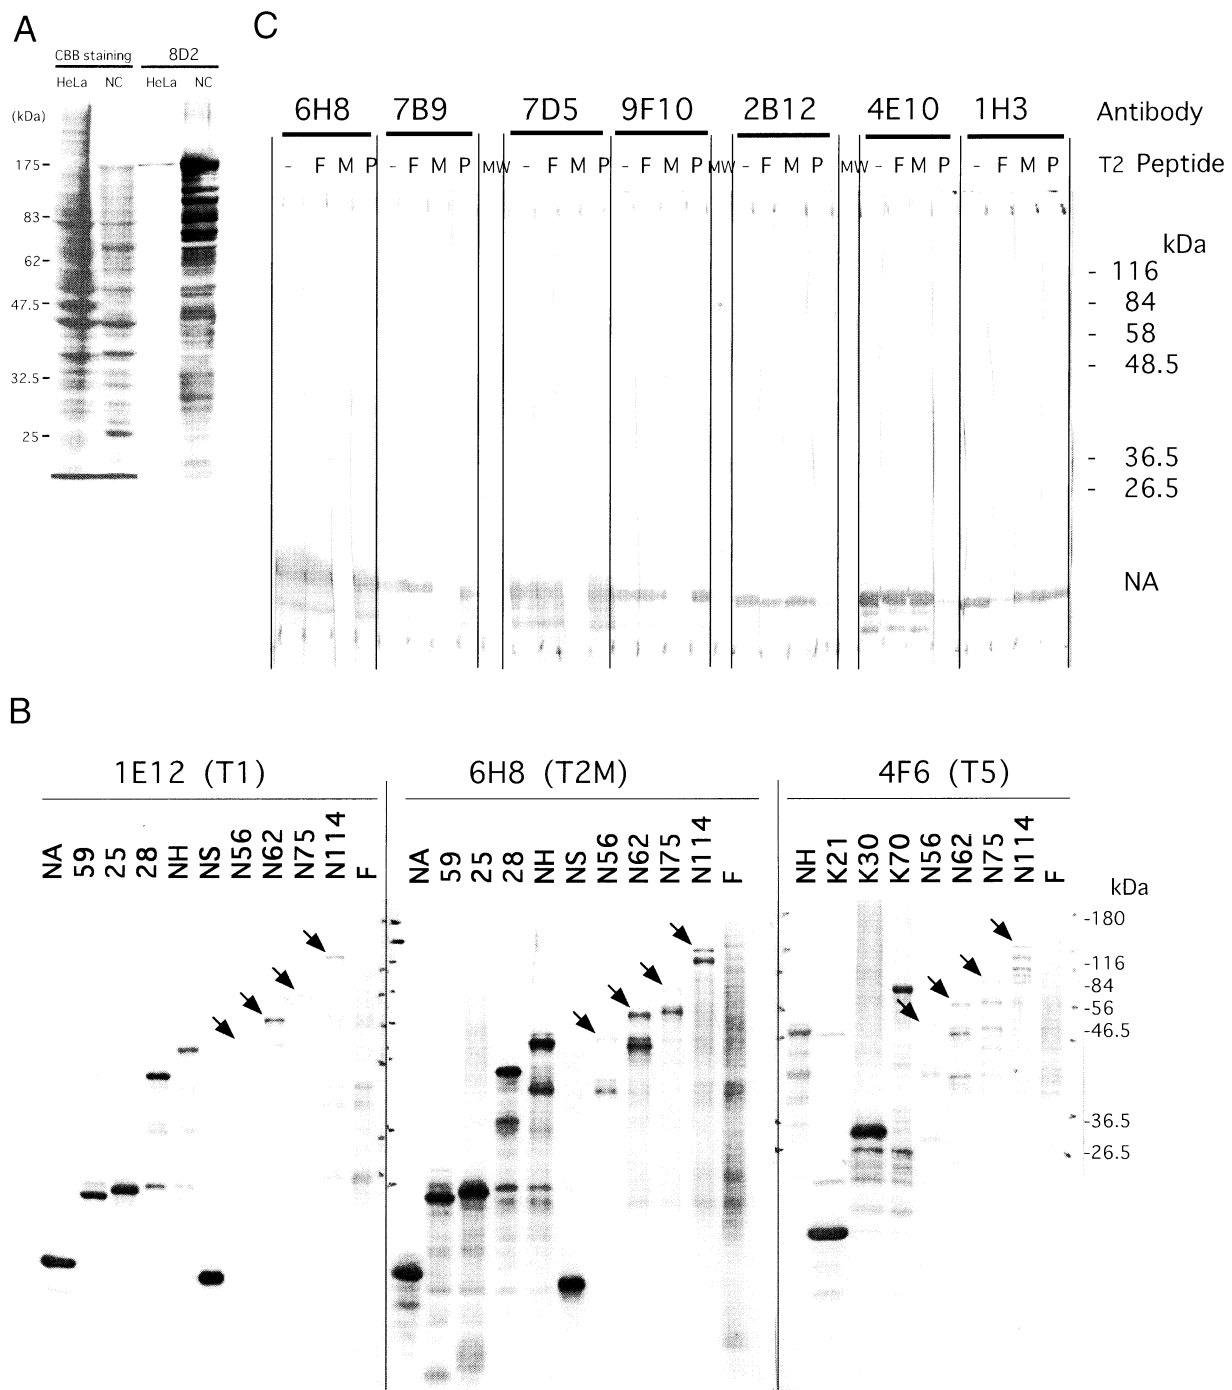 A
CBB staining 8D2
HeLa NC HeLa NC
(kDa)
175
83
62
47.5
32.5
25
C
6H8 7B9 7D5 9F10 2B12 4E10 1H3 Antibody
- F M P - F M P MW - F M P - F M P MW - F M P MW - F M P - F M P T2 Peptide
kDa
- 116
- 84
- 58
- 48.5
- 36.5
- 26.5
NA
B
1E12 (T1) 6H8 (T2M) 4F6 (T5)
NA 59 25 28 NH NS N56 N62 N75 N114 F NA 59 25 28 NH NS N56 N62 N75 N114 F NH K21 K30 K70 N56 N62 N75 N114 F
kDa
-180
-116
-84
-56
-46.5
-36.5
-26.5